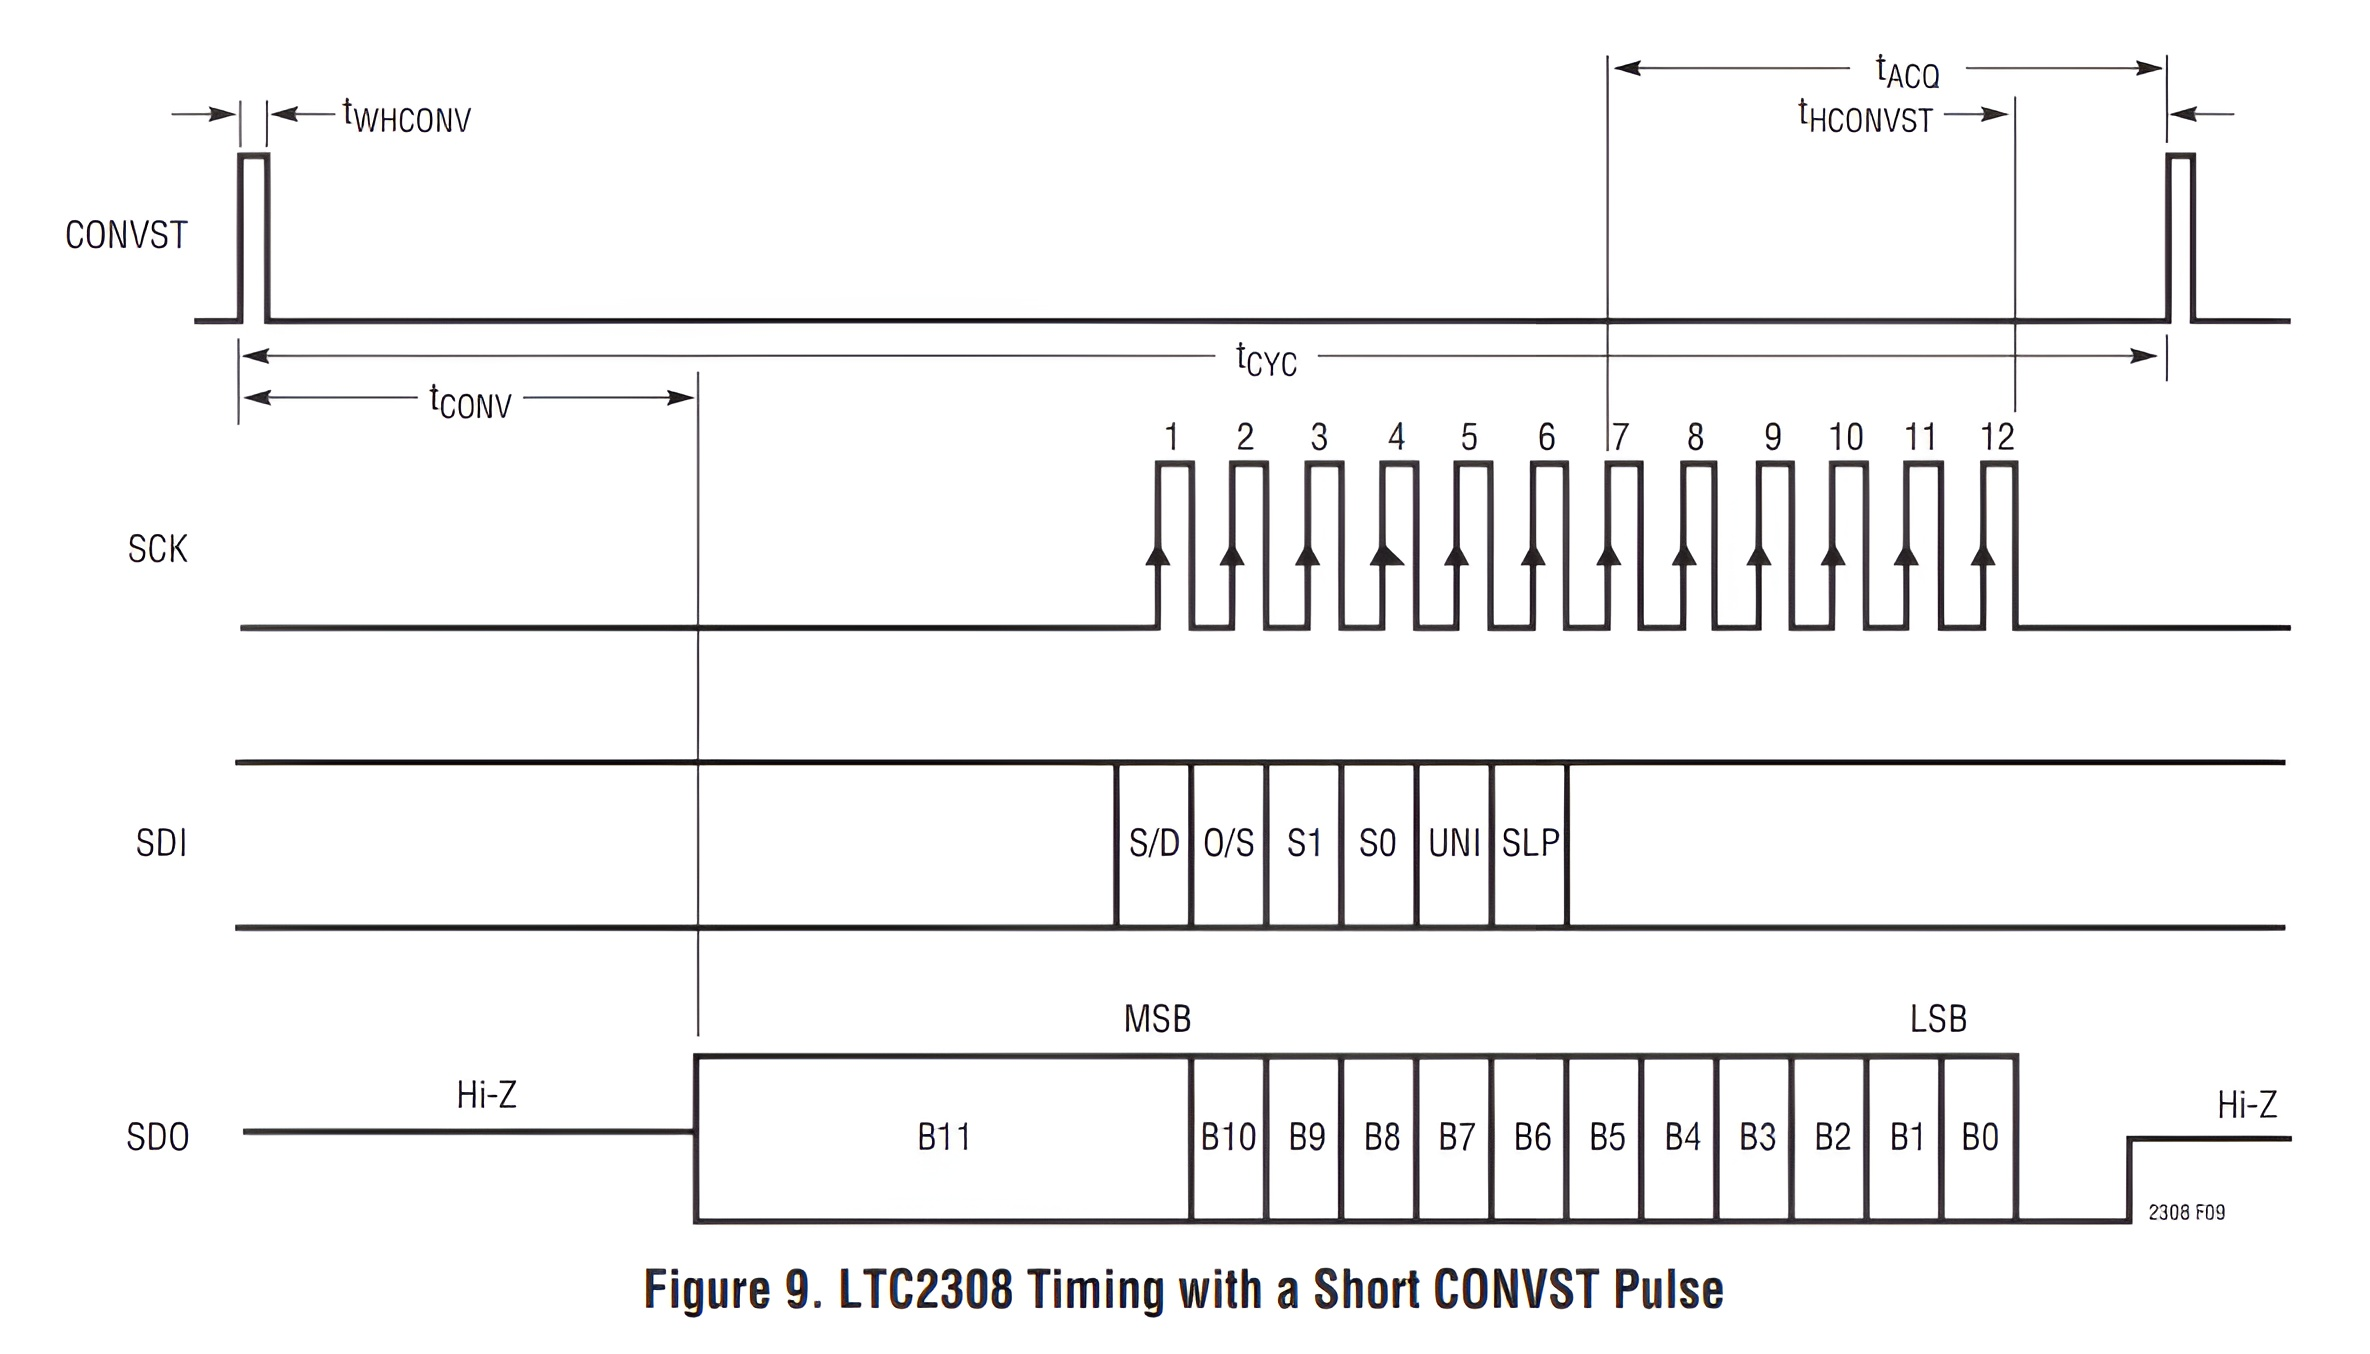 tACQ
tWHCONV
tHCONVST
CONVST
tCYC
tCONV
1 2 3 4 5 6 7 8 9 10 11 12
SCK
SDI S/D O/S S1 S0 UNI SLP
MSB LSB
Hi-Z Hi-Z
SDO B11 B10 B9 B8 B7 B6 B5 B4 B3 B2 B1 B0
2308 F09
Figure 9. LTC2308 Timing with a Short CONVST Pulse